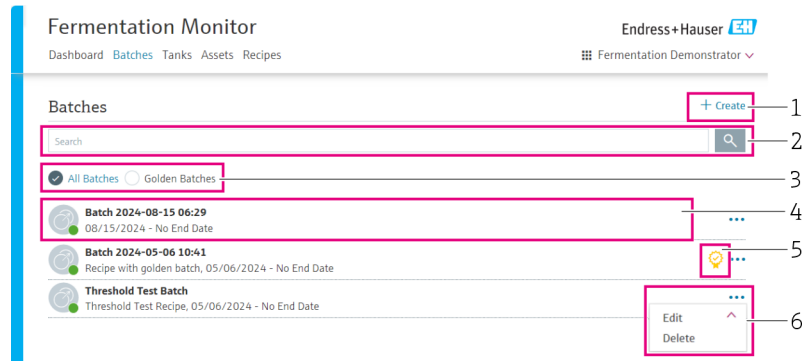 Fermentation Monitor
Endress+Hauser EH
Dashboard Batches Tanks Assets Recipes
Fermentation Demonstrator
Batches
+ Create
1
Search
2
All Batches Golden Batches
3
Batch 2024-08-15 06:29
08/15/2024 - No End Date
4
Batch 2024-05-06 10:41
Recipe with golden batch, 05/06/2024 - No End Date
5
Threshold Test Batch
Threshold Test Recipe, 05/06/2024 - No End Date
Edit
Delete
6